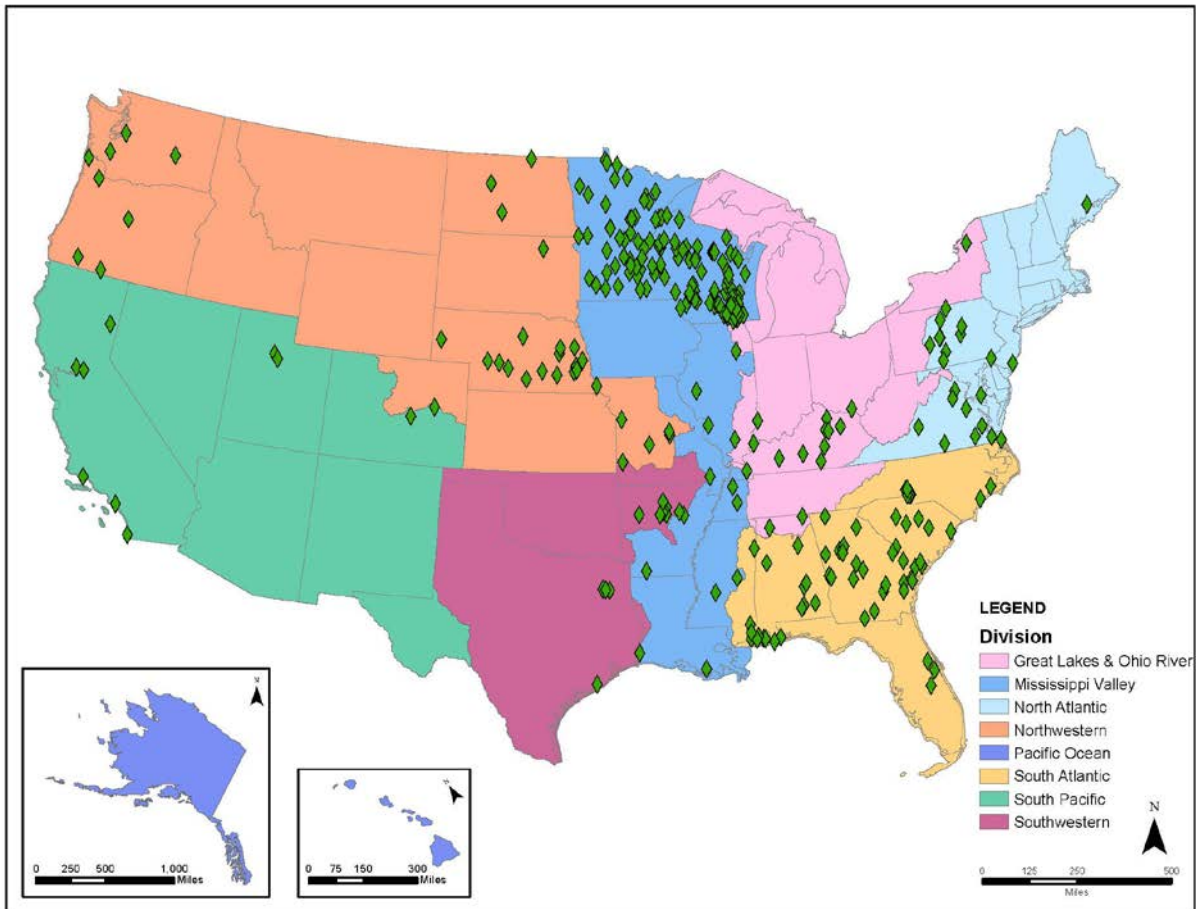 LEGEND
Division
Great Lakes & Ohio River
Mississippi Valley
North Atlantic
Northwestern
Pacific Ocean
South Atlantic
South Pacific
Southwestern
N
0 125 250 500
Miles
N
0 250 500 1,000
Miles
0 75 150 300
Miles